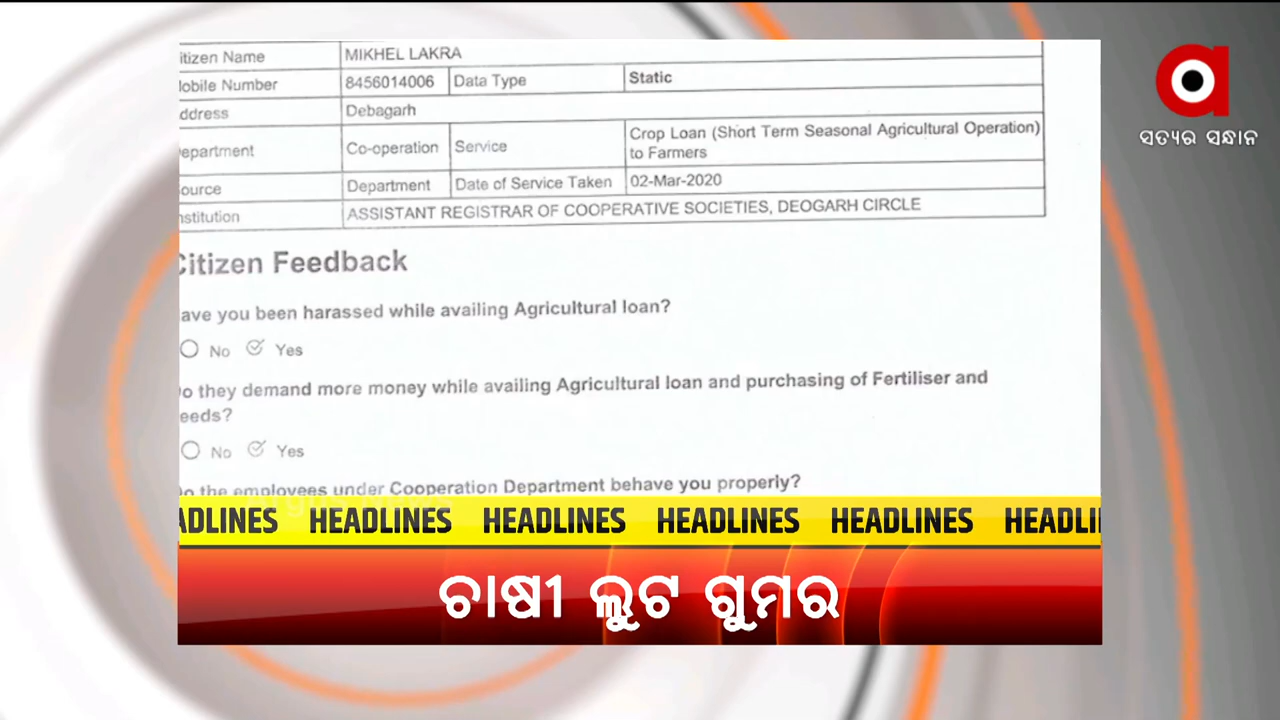 itizen Name MIKHEL LAKRA
obile Number 8456014006 Data Type Static
ddress Debagarh
epartment Co-operation Service Crop Loan (Short Term Seasonal Agricultural Operation) to Farmers
ource Department Date of Service Taken 02-Mar-2020
nstitution ASSISTANT REGISTRAR OF COOPERATIVE SOCIETIES, DEOGARH CIRCLE
ସତ୍ୟର ସନ୍ଧାନ
Citizen Feedback
ave you been harassed while availing Agricultural loan?
No Yes
o they demand more money while availing Agricultural loan and purchasing of Fertiliser and
eeds?
No Yes
o the employees under Cooperation Department behave you properly?
ADLINES HEADLINES HEADLINES HEADLINES HEADLINES HEADLI
ଚାଷୀ ଲୁଟ ଗୁମର